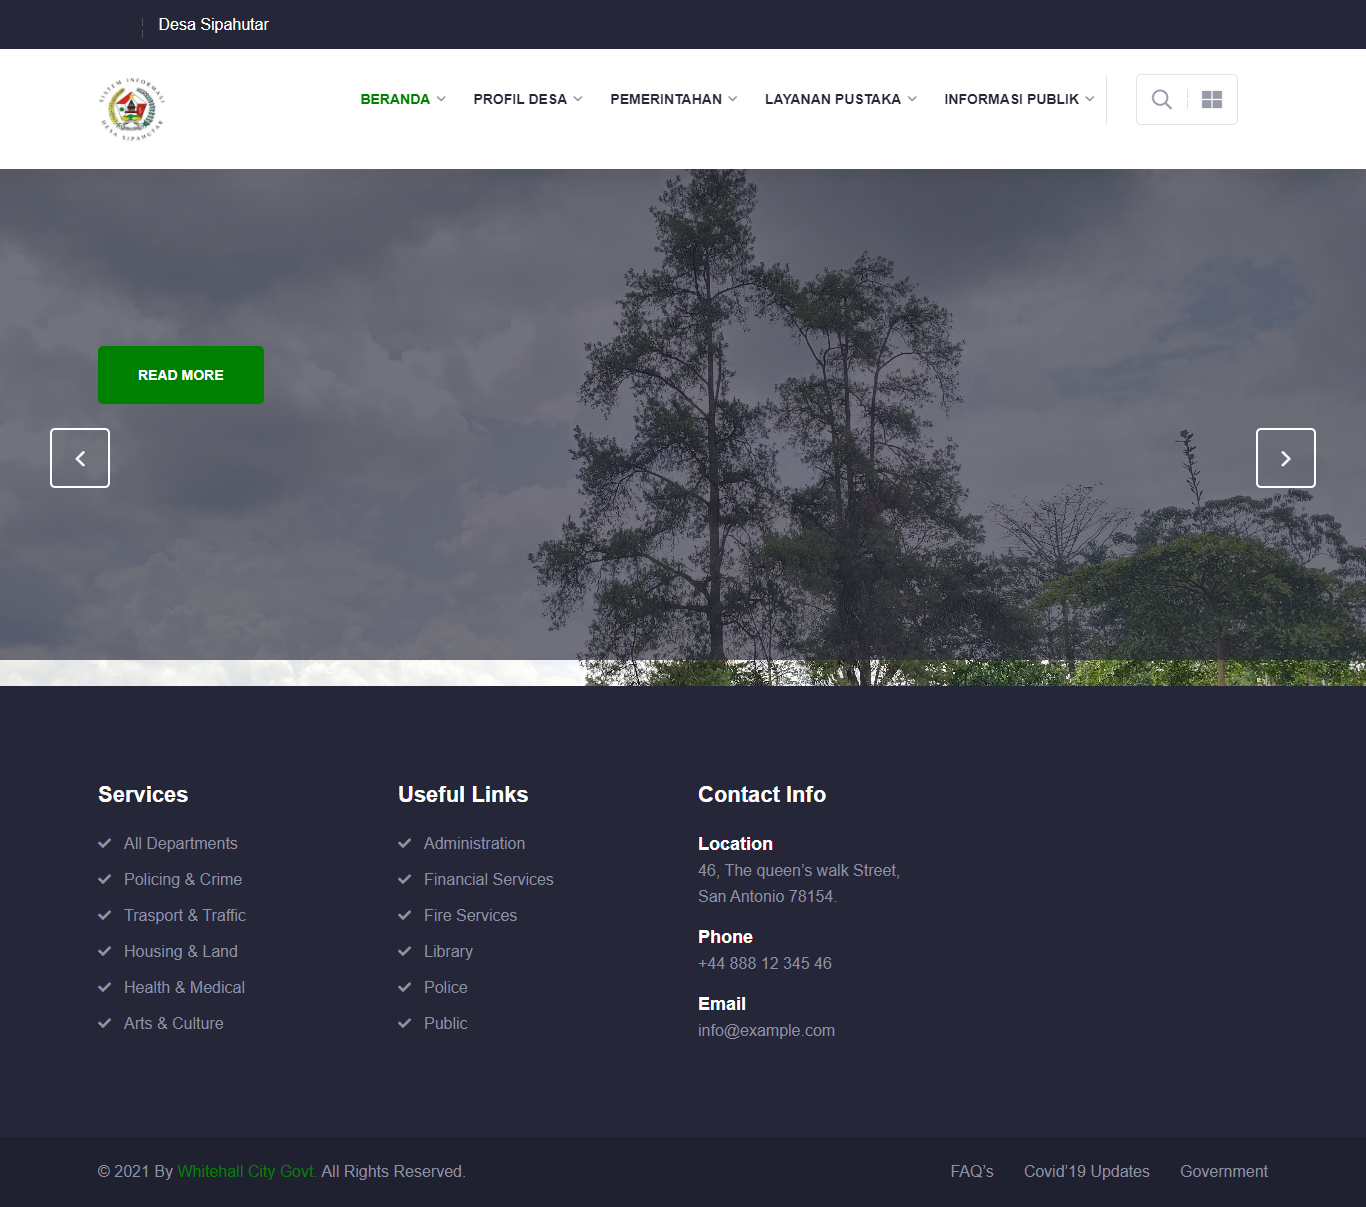 Desa Sipahutar
SISTEM INFORMASI
DESA SIPAHUTAR
BERANDA PROFIL DESA PEMERINTAHAN LAYANAN PUSTAKA INFORMASI PUBLIK
READ MORE
Services
All Departments
Policing & Crime
Trasport & Traffic
Housing & Land
Health & Medical
Arts & Culture
Useful Links
Administration
Financial Services
Fire Services
Library
Police
Public
Contact Info
Location
46, The queen’s walk Street,
San Antonio 78154.
Phone
+44 888 12 345 46
Email
info@example.com
© 2021 By Whitehall City Govt. All Rights Reserved.
FAQ’s Covid’19 Updates Government